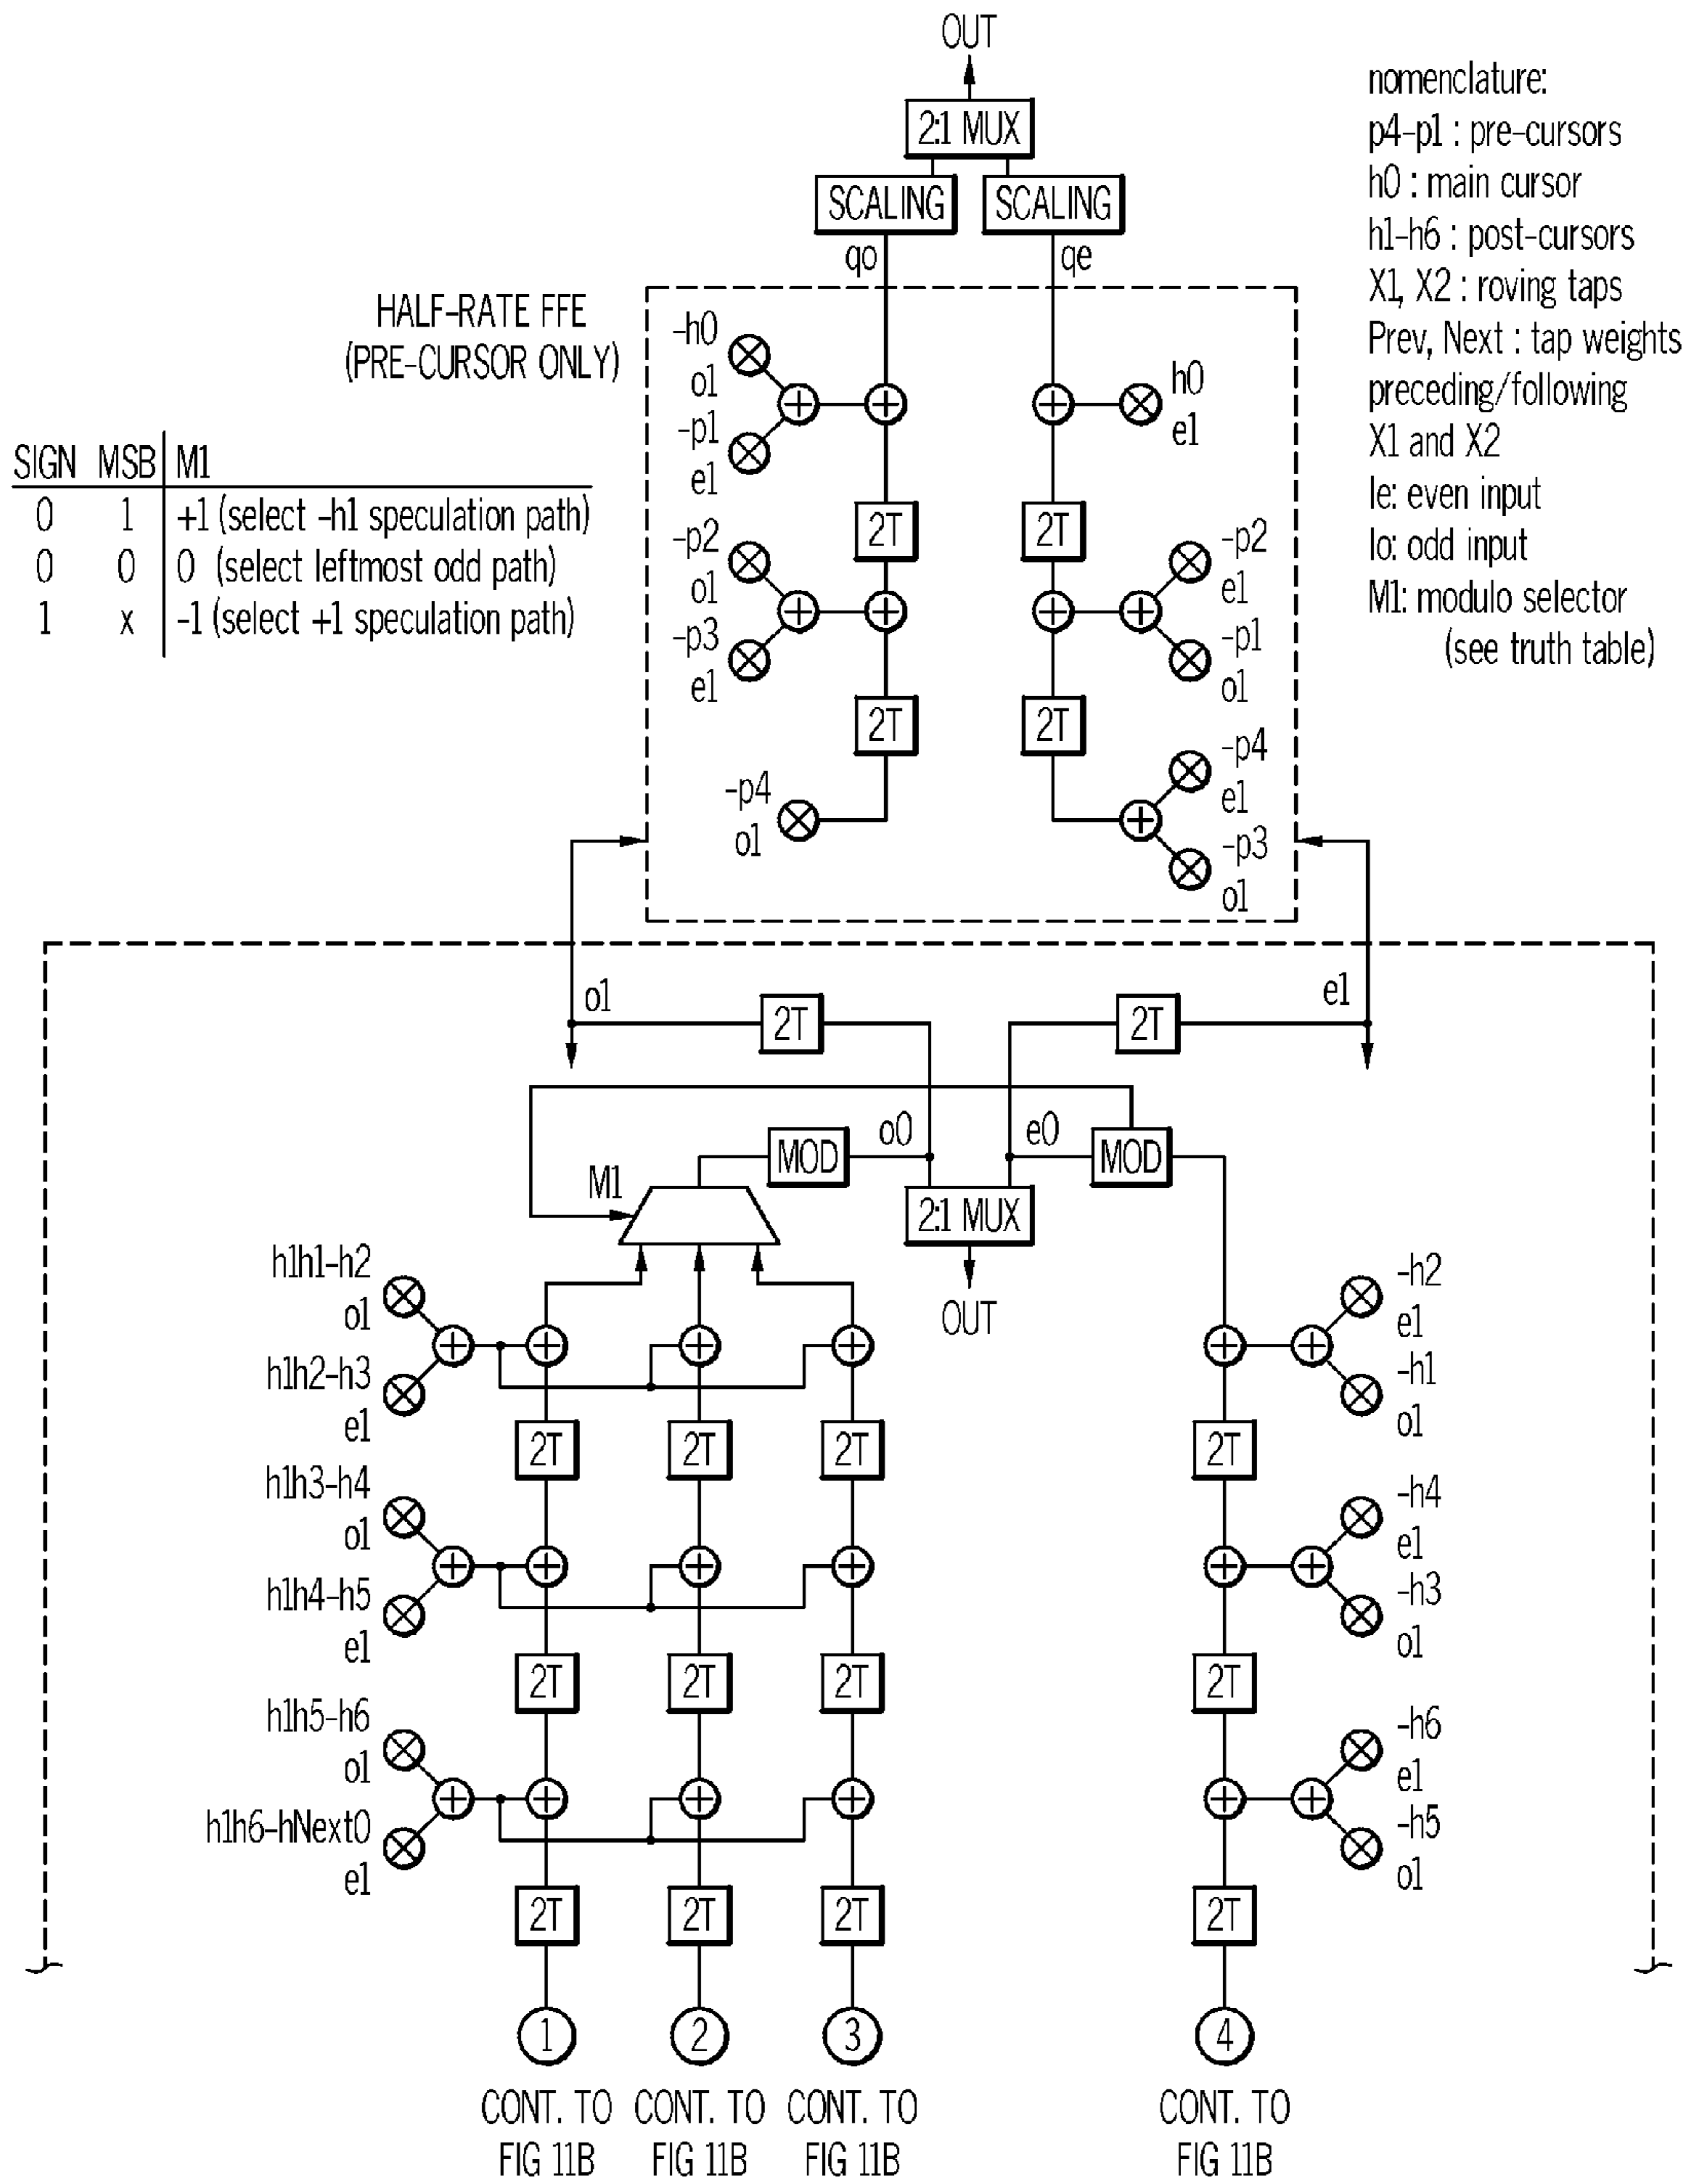 OUT
2:1 MUX
SCALING
SCALING
qo
qe
nomenclature:
p4-p1 : pre-cursors
h0 : main cursor
h1-h6 : post-cursors
X1, X2 : roving taps
Prev, Next : tap weights
preceding/following
X1 and X2
Ie: even input
Io: odd input
M1: modulo selector
(see truth table)
HALF-RATE FFE
(PRE-CURSOR ONLY)
SIGN MSB M1
0 1 +1 (select -h1 speculation path)
0 0 0 (select leftmost odd path)
1 x -1 (select +1 speculation path)
-h0
o1
-p1
e1
h0
e1
2T
2T
-p2
o1
-p3
e1
-p2
e1
-p1
o1
2T
2T
-p4
o1
-p4
e1
-p3
o1
o1
2T
2T
e1
M1
MOD
o0
e0
MOD
2:1 MUX
OUT
h1h1-h2
o1
h1h2-h3
e1
-h2
e1
-h1
o1
2T
2T
2T
2T
h1h3-h4
o1
h1h4-h5
e1
-h4
e1
-h3
o1
2T
2T
2T
2T
h1h5-h6
o1
h1h6-hNext0
e1
-h6
e1
-h5
o1
2T
2T
2T
2T
1
2
3
4
CONT. TO
FIG 11B
CONT. TO
FIG 11B
CONT. TO
FIG 11B
CONT. TO
FIG 11B